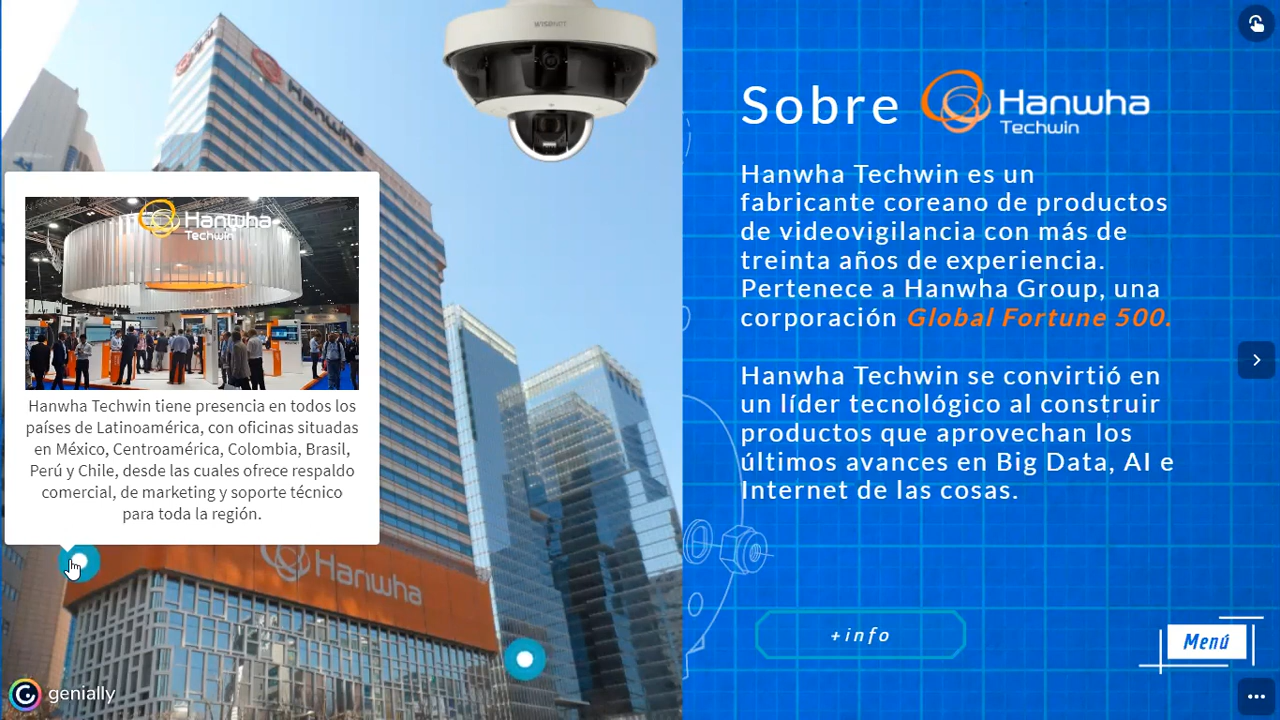 WISENET
Hanwha
Sobre Hanwha
Techwin
Hanwha Techwin es un
fabricante coreano de productos
de videovigilancia con más de
treinta años de experiencia.
Pertenece a Hanwha Group, una
corporación Global Fortune 500.
Hanwha Techwin se convirtió en
un líder tecnológico al construir
productos que aprovechan los
últimos avances en Big Data, AI e
Internet de las cosas.
Hanwha
Techwin
Hanwha Techwin tiene presencia en todos los
países de Latinoamérica, con oficinas situadas
en México, Centroamérica, Colombia, Brasil,
Perú y Chile, desde las cuales ofrece respaldo
comercial, de marketing y soporte técnico
para toda la región.
Hanwha
+info
Menú
genially